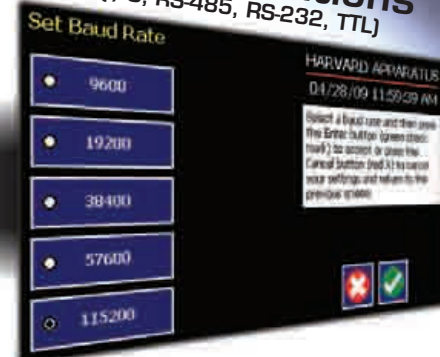 RS-485, RS-232, TTL)
Set Baud Rate
9600
19200
38400
57600
115200
HARVARD APPARATUS
04/28/09 11:59:39 AM
Select a baud rate and then press
the Enter button (green check
mark) to accept or press the
Cancel button (red X) to cancel
your settings and return to the
previous screen.